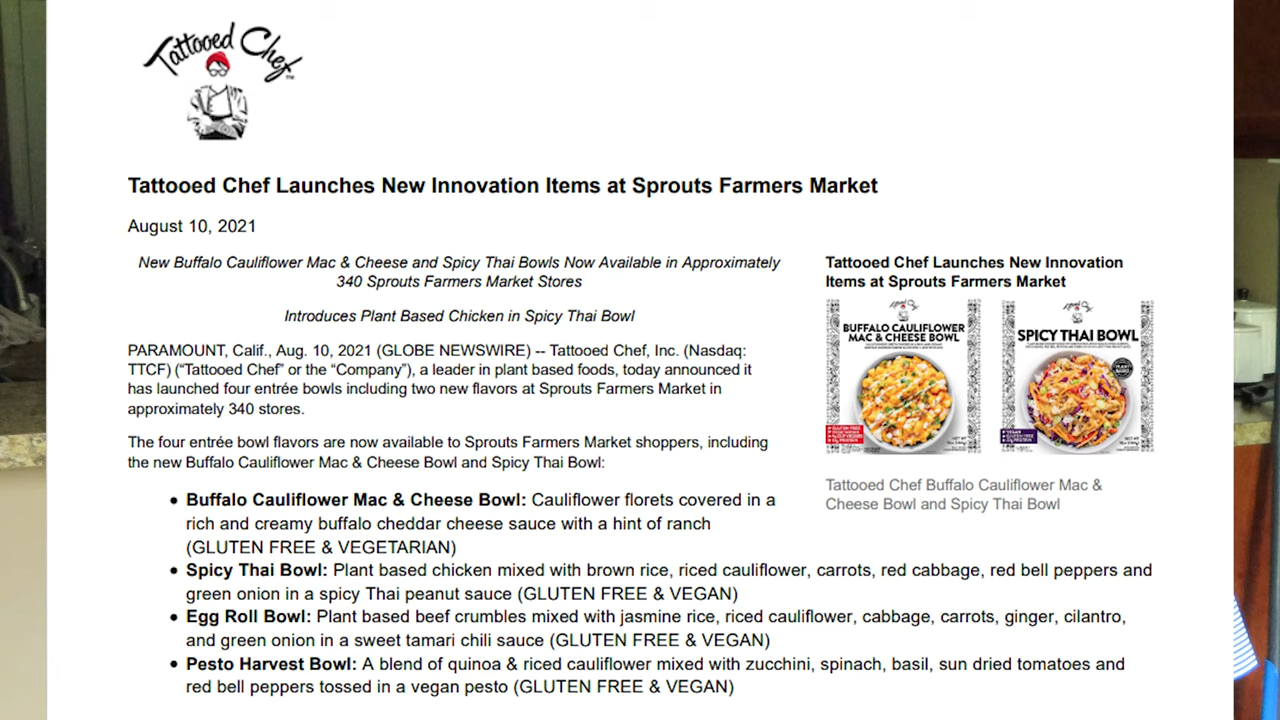 Tattooed Chef™
Tattooed Chef Launches New Innovation Items at Sprouts Farmers Market
August 10, 2021
New Buffalo Cauliflower Mac & Cheese and Spicy Thai Bowls Now Available in Approximately
340 Sprouts Farmers Market Stores
Introduces Plant Based Chicken in Spicy Thai Bowl
PARAMOUNT, Calif., Aug. 10, 2021 (GLOBE NEWSWIRE) -- Tattooed Chef, Inc. (Nasdaq:
TTCF) (“Tattooed Chef” or the “Company”), a leader in plant based foods, today announced it
has launched four entrée bowls including two new flavors at Sprouts Farmers Market in
approximately 340 stores.
The four entrée bowl flavors are now available to Sprouts Farmers Market shoppers, including
the new Buffalo Cauliflower Mac & Cheese Bowl and Spicy Thai Bowl:
Tattooed Chef Launches New Innovation
Items at Sprouts Farmers Market
BUFFALO CAULIFLOWER
MAC & CHEESE BOWL
GLUTEN FREE
VEGETARIAN
SPICY THAI BOWL
PLANT BASED
VEGAN
GLUTEN FREE
Tattooed Chef Buffalo Cauliflower Mac &
Cheese Bowl and Spicy Thai Bowl
• Buffalo Cauliflower Mac & Cheese Bowl: Cauliflower florets covered in a
rich and creamy buffalo cheddar cheese sauce with a hint of ranch
(GLUTEN FREE & VEGETARIAN)
• Spicy Thai Bowl: Plant based chicken mixed with brown rice, riced cauliflower, carrots, red cabbage, red bell peppers and
green onion in a spicy Thai peanut sauce (GLUTEN FREE & VEGAN)
• Egg Roll Bowl: Plant based beef crumbles mixed with jasmine rice, riced cauliflower, cabbage, carrots, ginger, cilantro,
and green onion in a sweet tamari chili sauce (GLUTEN FREE & VEGAN)
• Pesto Harvest Bowl: A blend of quinoa & riced cauliflower mixed with zucchini, spinach, basil, sun dried tomatoes and
red bell peppers tossed in a vegan pesto (GLUTEN FREE & VEGAN)